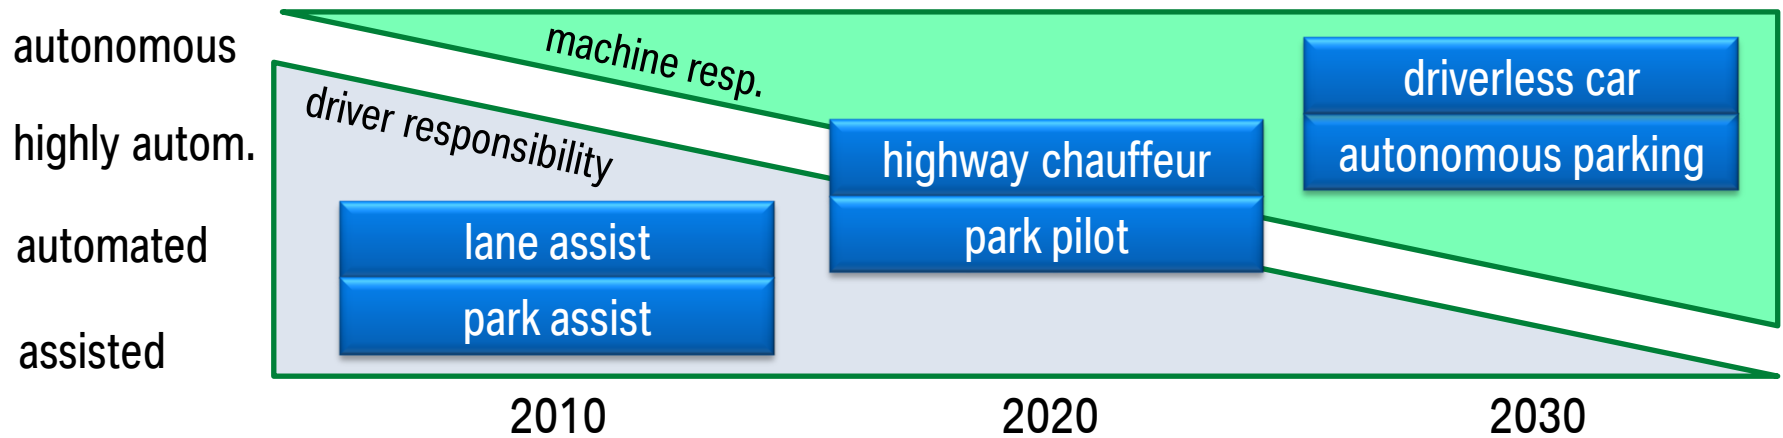 autonomous
highly autom.
automated
assisted
machine resp.
driver responsibility
lane assist
park assist
highway chauffeur
park pilot
driverless car
autonomous parking
2010
2020
2030